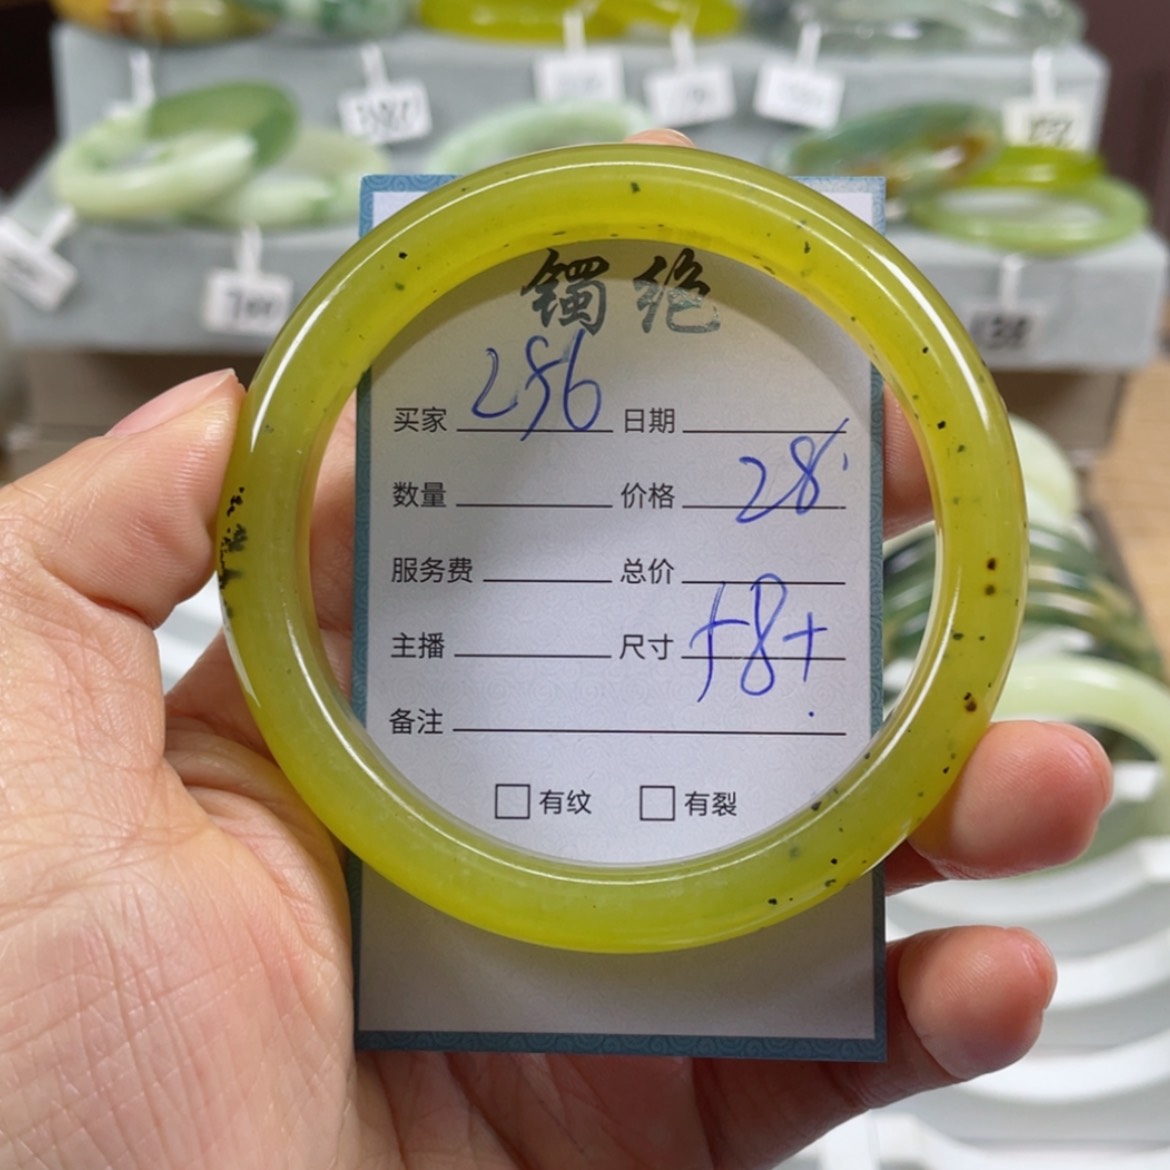 镯绝
买家 256 日期
数量 价格 28
服务费 总价
主播 尺寸 58+
备注
有纹 有裂
138